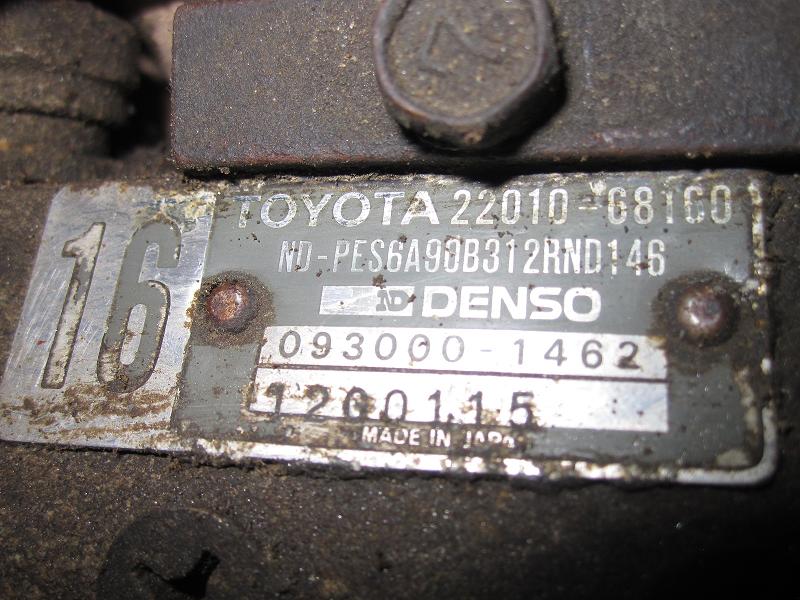 16
TOYOTA 22010-68160
ND-PES6A90B312RND146
ND DENSO
093000-1462
1200115
MADE IN JAPAN